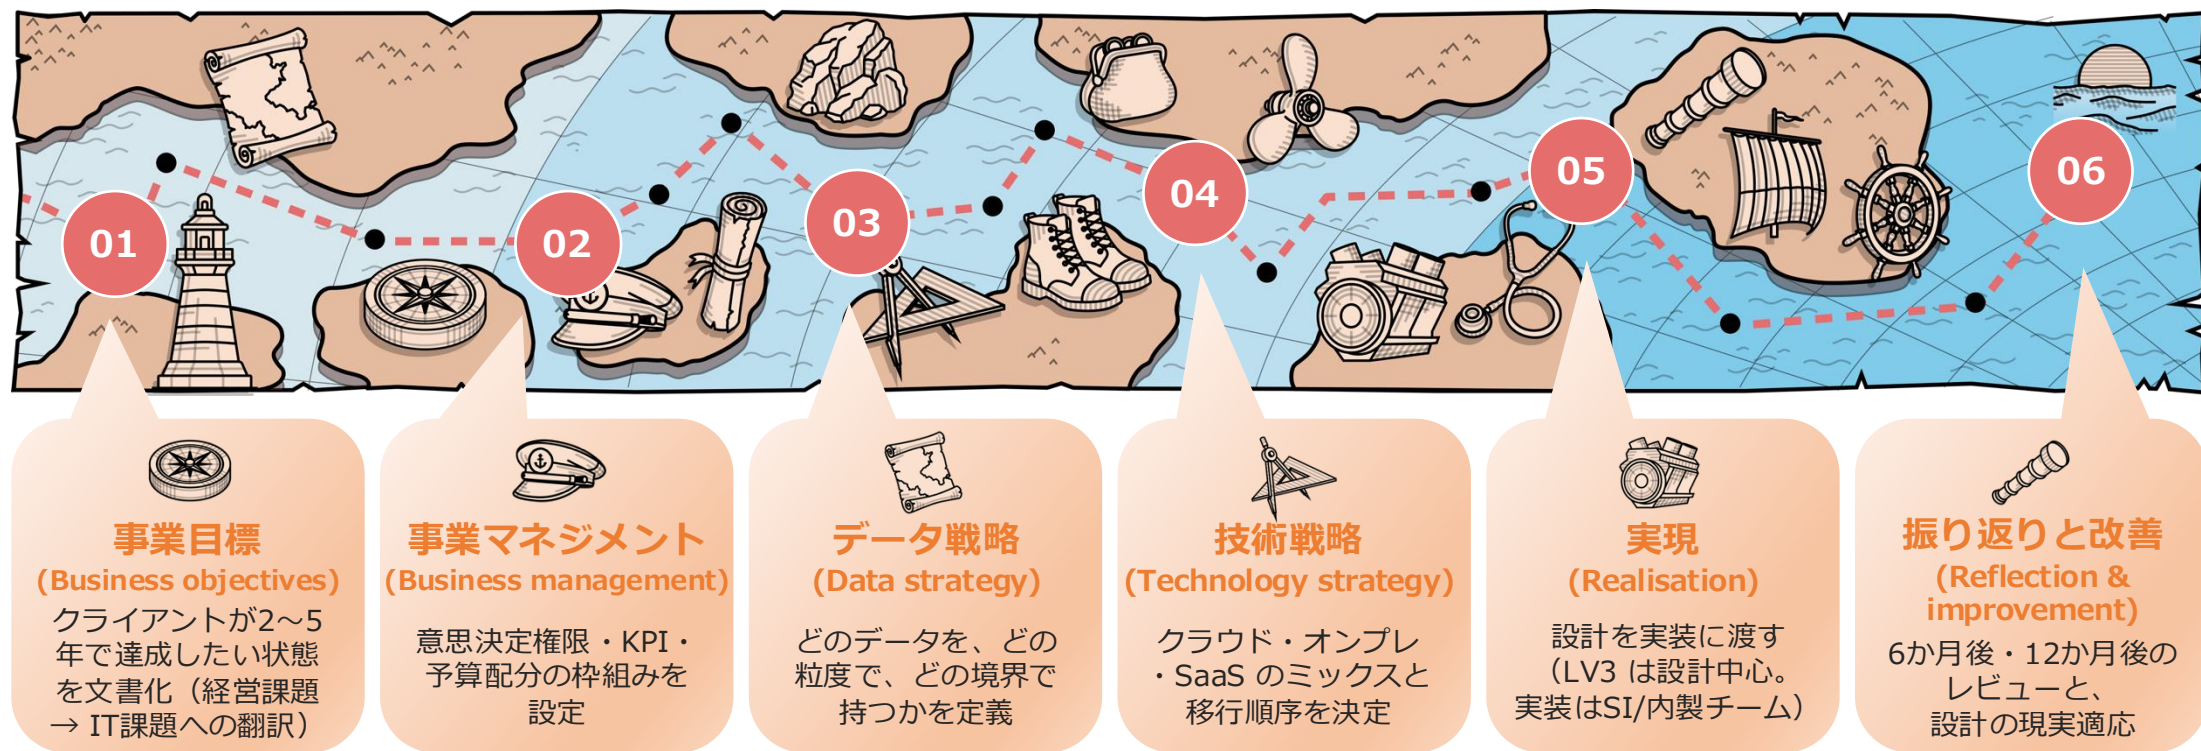 01
02
03
04
05
06
事業目標
(Business objectives)
クライアントが2～5
年で達成したい状態
を文書化（経営課題
→ IT課題への翻訳）
事業マネジメント
(Business management)
意思決定権限・KPI・
予算配分の枠組みを
設定
データ戦略
(Data strategy)
どのデータを、どの
粒度で、どの境界で
持つかを定義
技術戦略
(Technology strategy)
クラウド・オンプレ
・SaaS のミックスと
移行順序を決定
実現
(Realisation)
設計を実装に渡す
（LV3 は設計中心。
実装はSI/内製チーム）
振り返りと改善
(Reflection &
improvement)
6か月後・12か月後の
レビューと、
設計の現実適応